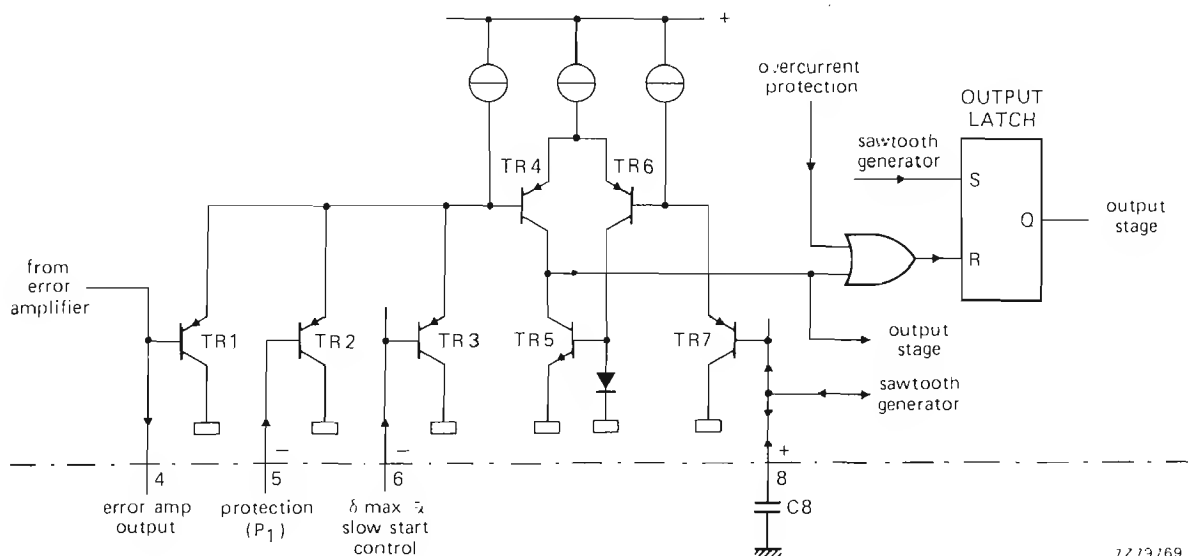 +
overcurrent
protection
OUTPUT
LATCH
sawtooth
generator
S
TR4
TR6
Q
output
stage
R
from
error
amplifier
TR1
TR2
TR3
TR5
TR7
output
stage
sawtooth
generator
−
−
+
4
5
6
8
error amp
output
protection
(P1)
δ max &
slow start
control
C8
7Z79769